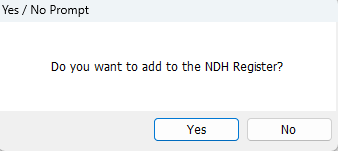 Yes / No Prompt
Do you want to add to the NDH Register?
Yes
No